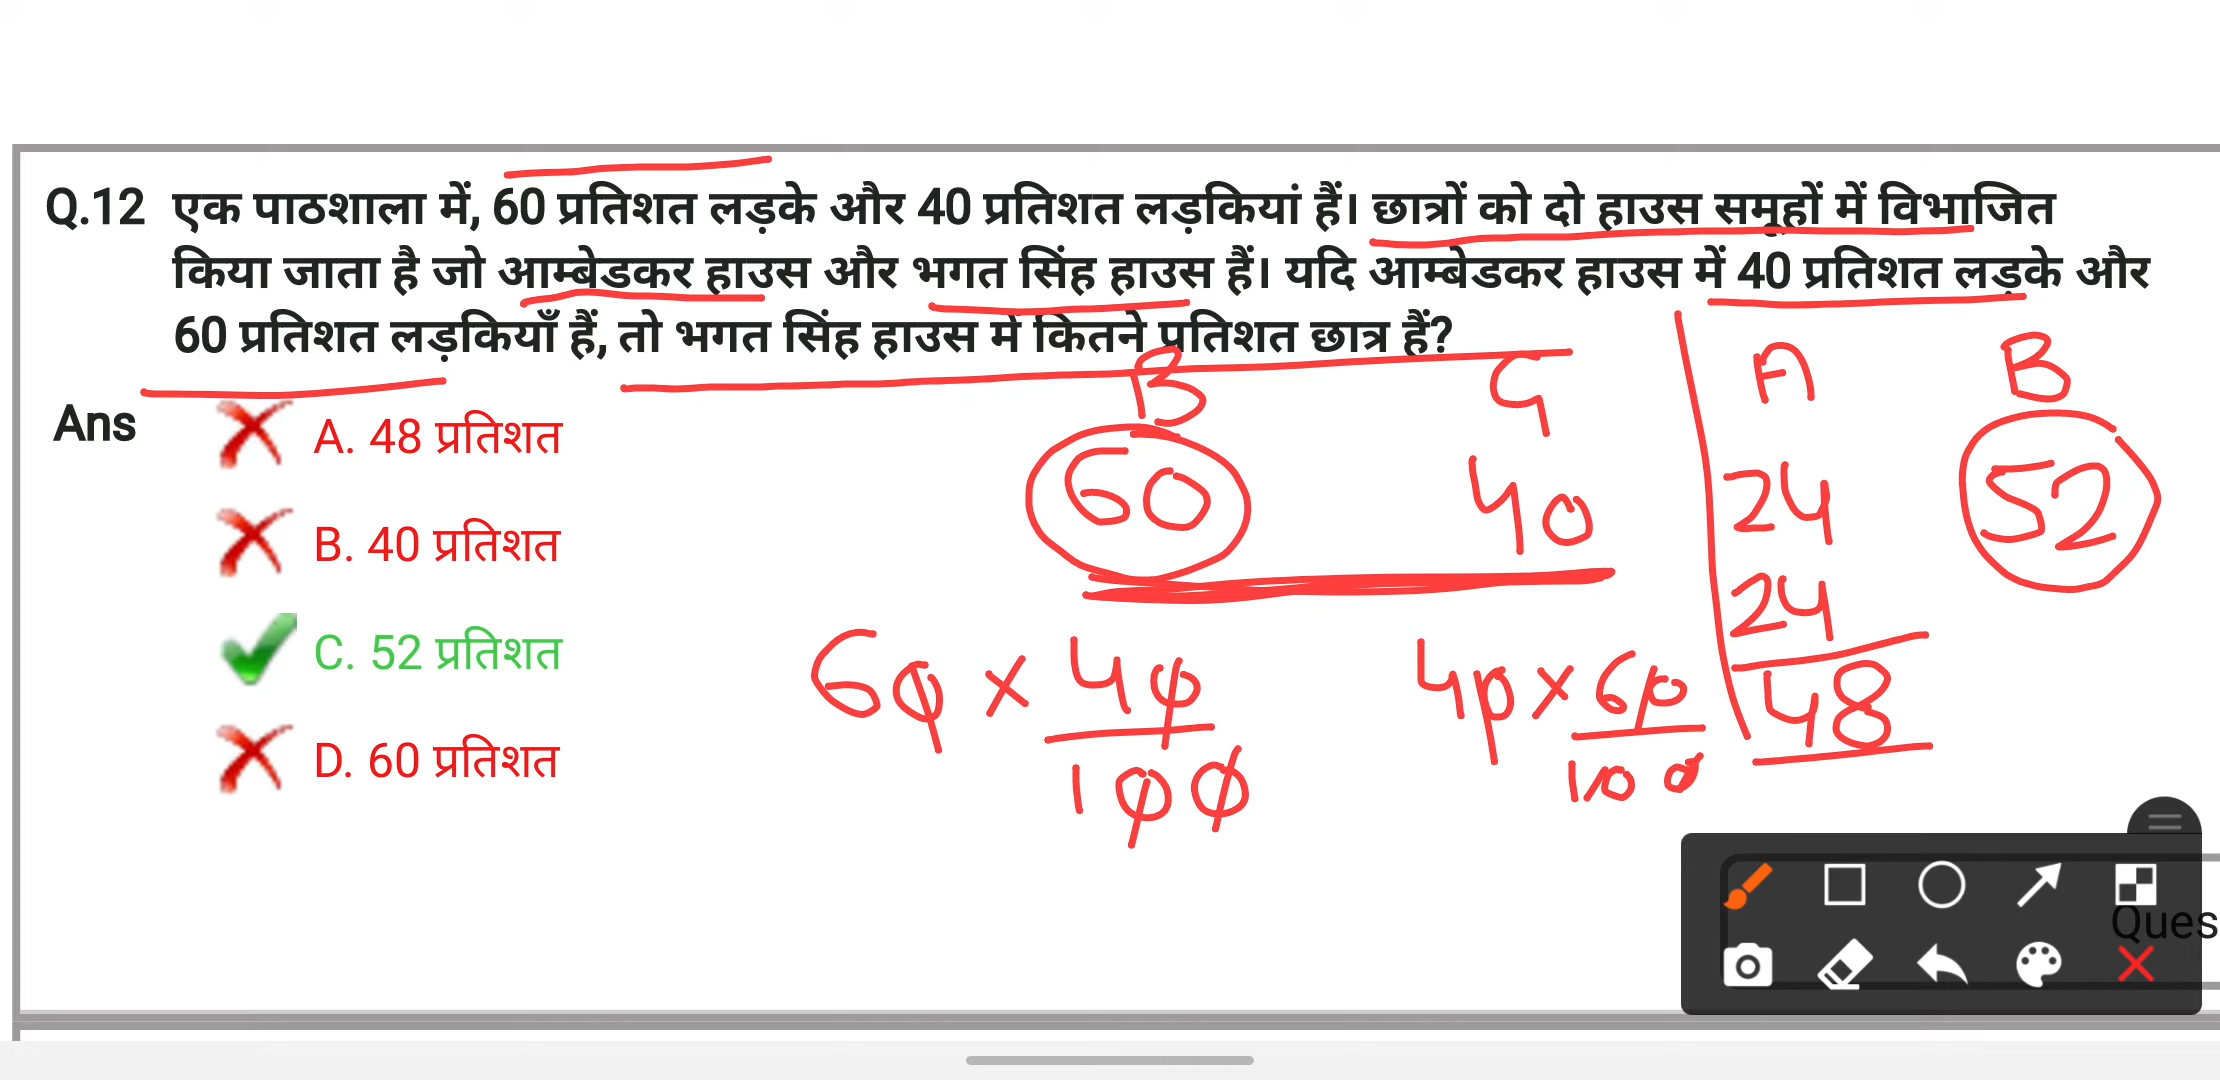 Q.12 एक पाठशाला में, 60 प्रतिशत लड़के और 40 प्रतिशत लड़कियां हैं। छात्रों को दो हाउस समूहों में विभाजित
किया जाता है जो आम्बेडकर हाउस और भगत सिंह हाउस हैं। यदि आम्बेडकर हाउस में 40 प्रतिशत लड़के और
60 प्रतिशत लड़कियाँ हैं, तो भगत सिंह हाउस में कितने प्रतिशत छात्र हैं?
Ans A. 48 प्रतिशत
B. 40 प्रतिशत
C. 52 प्रतिशत
D. 60 प्रतिशत
B G
60 40
60 × 40
100
40 × 60
100
A B
24 52
24
48
Ques